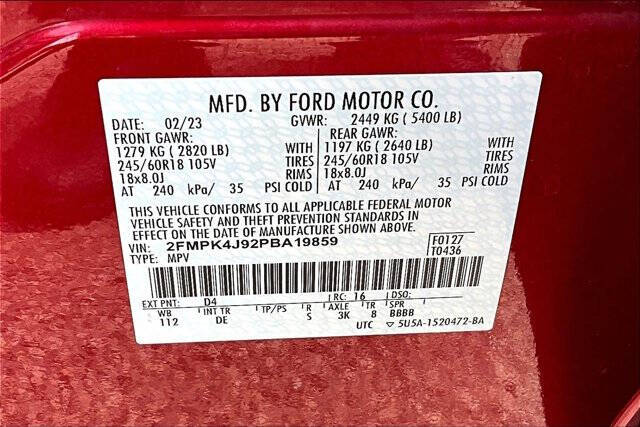 MFD. BY FORD MOTOR CO.
DATE: 02/23 GVWR: 2449 KG ( 5400 LB)
FRONT GAWR: REAR GAWR:
1279 KG ( 2820 LB) WITH 1197 KG ( 2640 LB) WITH
245/60R18 105V TIRES 245/60R18 105V TIRES
18x8.0J RIMS 18x8.0J RIMS
AT 240 kPa/ 35 PSI COLD AT 240 kPa/ 35 PSI COLD
THIS VEHICLE CONFORMS TO ALL APPLICABLE FEDERAL MOTOR
VEHICLE SAFETY AND THEFT PREVENTION STANDARDS IN
EFFECT ON THE DATE OF MANUFACTURE SHOWN ABOVE.
VIN: 2FMPK4J92PBA19859 F0127
TYPE: MPV T0436
EXT PNT: D4 RC: 16 DSO:
WB INT TR TP/PS R AXLE TR SPR
112 DE S 3K 8 BBBB
UTC ▽ 5U5A-1520472-BA